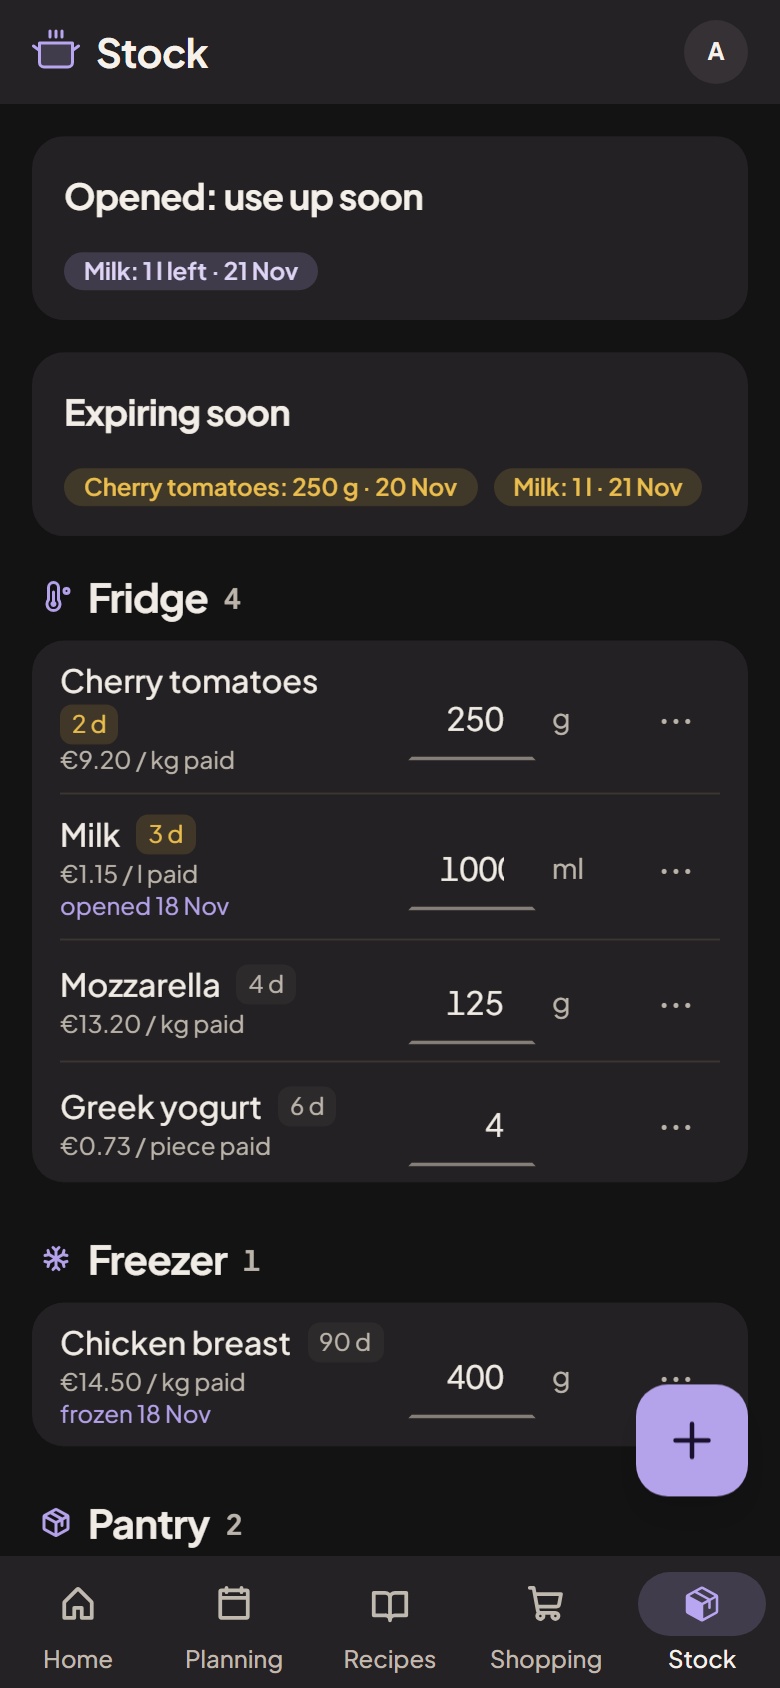 Stock
A
Opened: use up soon
Milk: 1 l left · 21 Nov
Expiring soon
Cherry tomatoes: 250 g · 20 Nov
Milk: 1 l · 21 Nov
Fridge 4
Cherry tomatoes
2 d
€9.20 / kg paid
250 g
Milk 3 d
€1.15 / l paid
opened 18 Nov
1000 ml
Mozzarella 4 d
€13.20 / kg paid
125 g
Greek yogurt 6 d
€0.73 / piece paid
4
Freezer 1
Chicken breast 90 d
€14.50 / kg paid
frozen 18 Nov
400 g
Pantry 2
Home
Planning
Recipes
Shopping
Stock